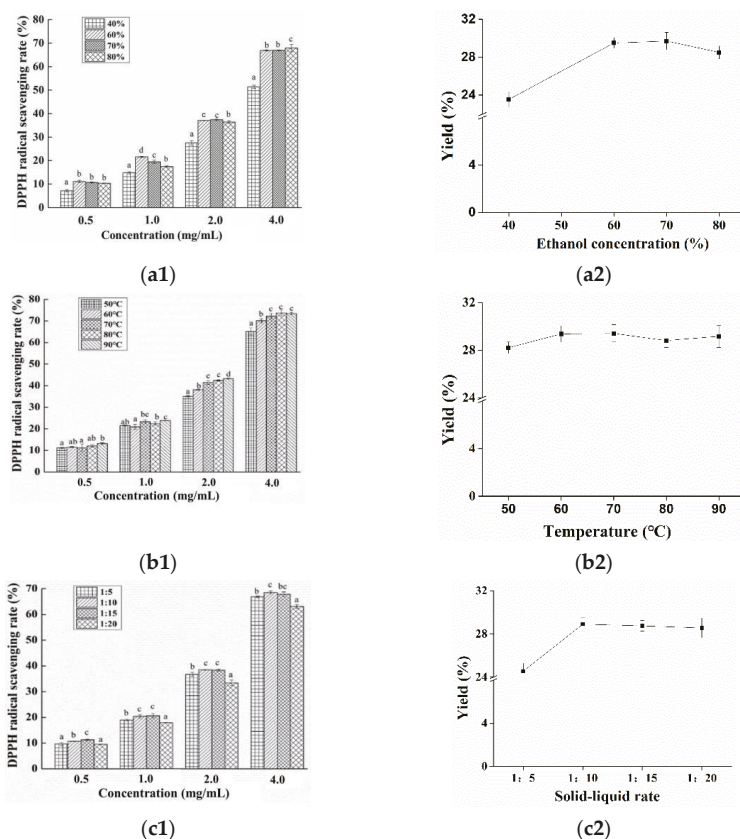 DPPH radical scavenging rate (%)
80
70
60
50
40
30
20
10
0
40%
60%
70%
80%
a b b b
a d c c b
a c c b
a b b c
0.5 1.0 2.0 4.0
Concentration (mg/mL)
(a1)
Yield (%)
32
28
24
4
0
40 50 60 70 80
Ethanol concentration (%)
(a2)
DPPH radical scavenging rate (%)
80
70
60
50
40
30
20
10
0
50°C
60°C
70°C
80°C
90°C
a ab a ab b
ab a bc b c
a b c c d
a b c c c
0.5 1.0 2.0 4.0
Concentration (mg/mL)
(b1)
Yield (%)
32
28
24
4
0
50 60 70 80 90
Temperature (°C)
(b2)
DPPH radical scavenging rate (%)
70
60
50
40
30
20
10
0
1:5
1:10
1:15
1:20
a b c a
b c c a
b c c a
b c bc a
0.5 1.0 2.0 4.0
Concentration (mg/mL)
(c1)
Yield (%)
32
28
24
4
0
1: 5 1: 10 1: 15 1: 20
Solid-liquid rate
(c2)